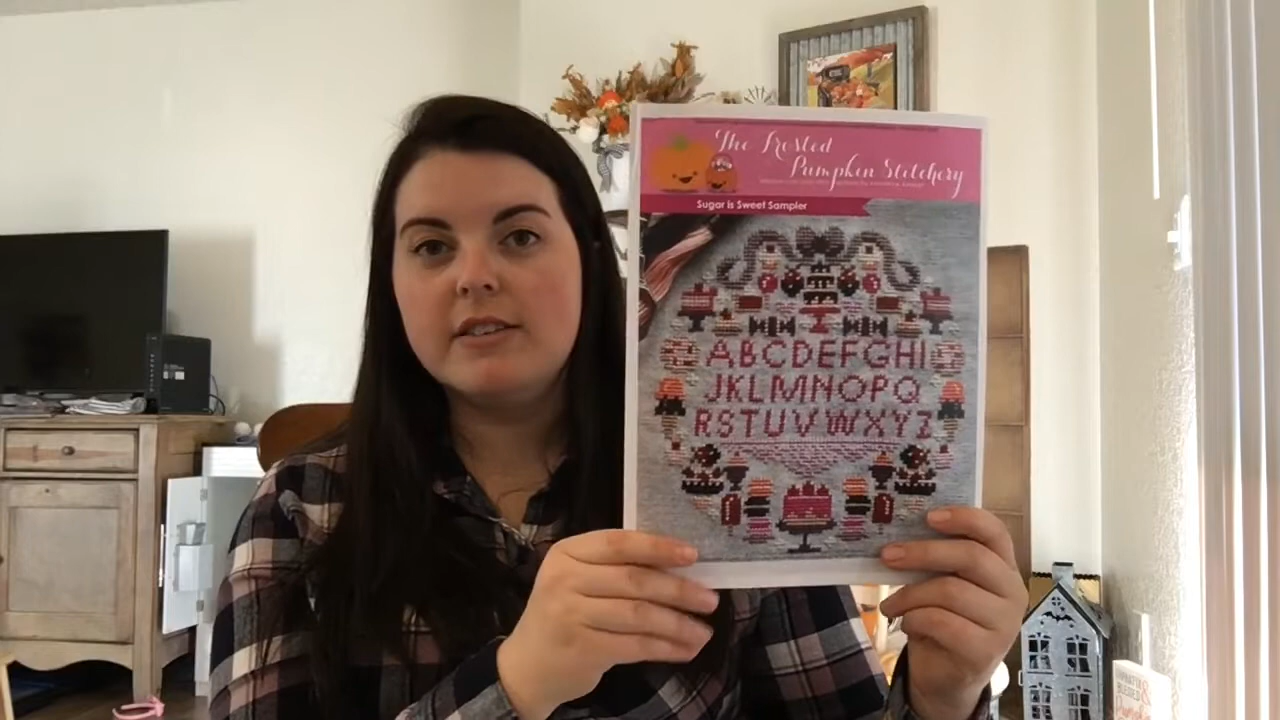 The Frosted
Pumpkin Stitchery
Sugar is Sweet Sampler
ABCDEFGHI
JKLMNOPQ
RSTUVWXYZ